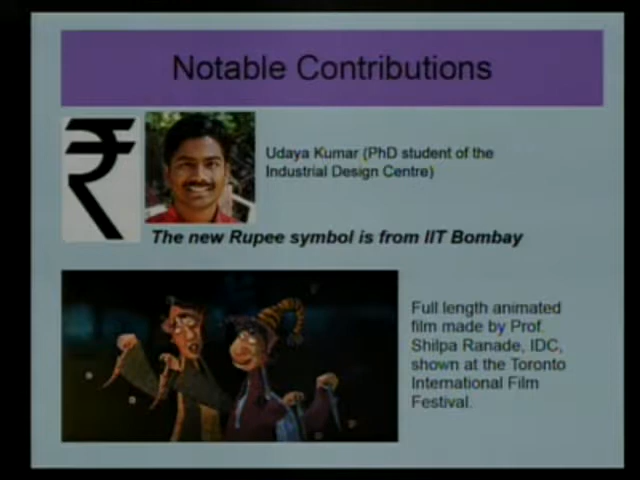 Notable Contributions
₹
Udaya Kumar (PhD student of the
Industrial Design Centre)
The new Rupee symbol is from IIT Bombay
Full length animated
film made by Prof.
Shilpa Ranade, IDC,
shown at the Toronto
International Film
Festival.